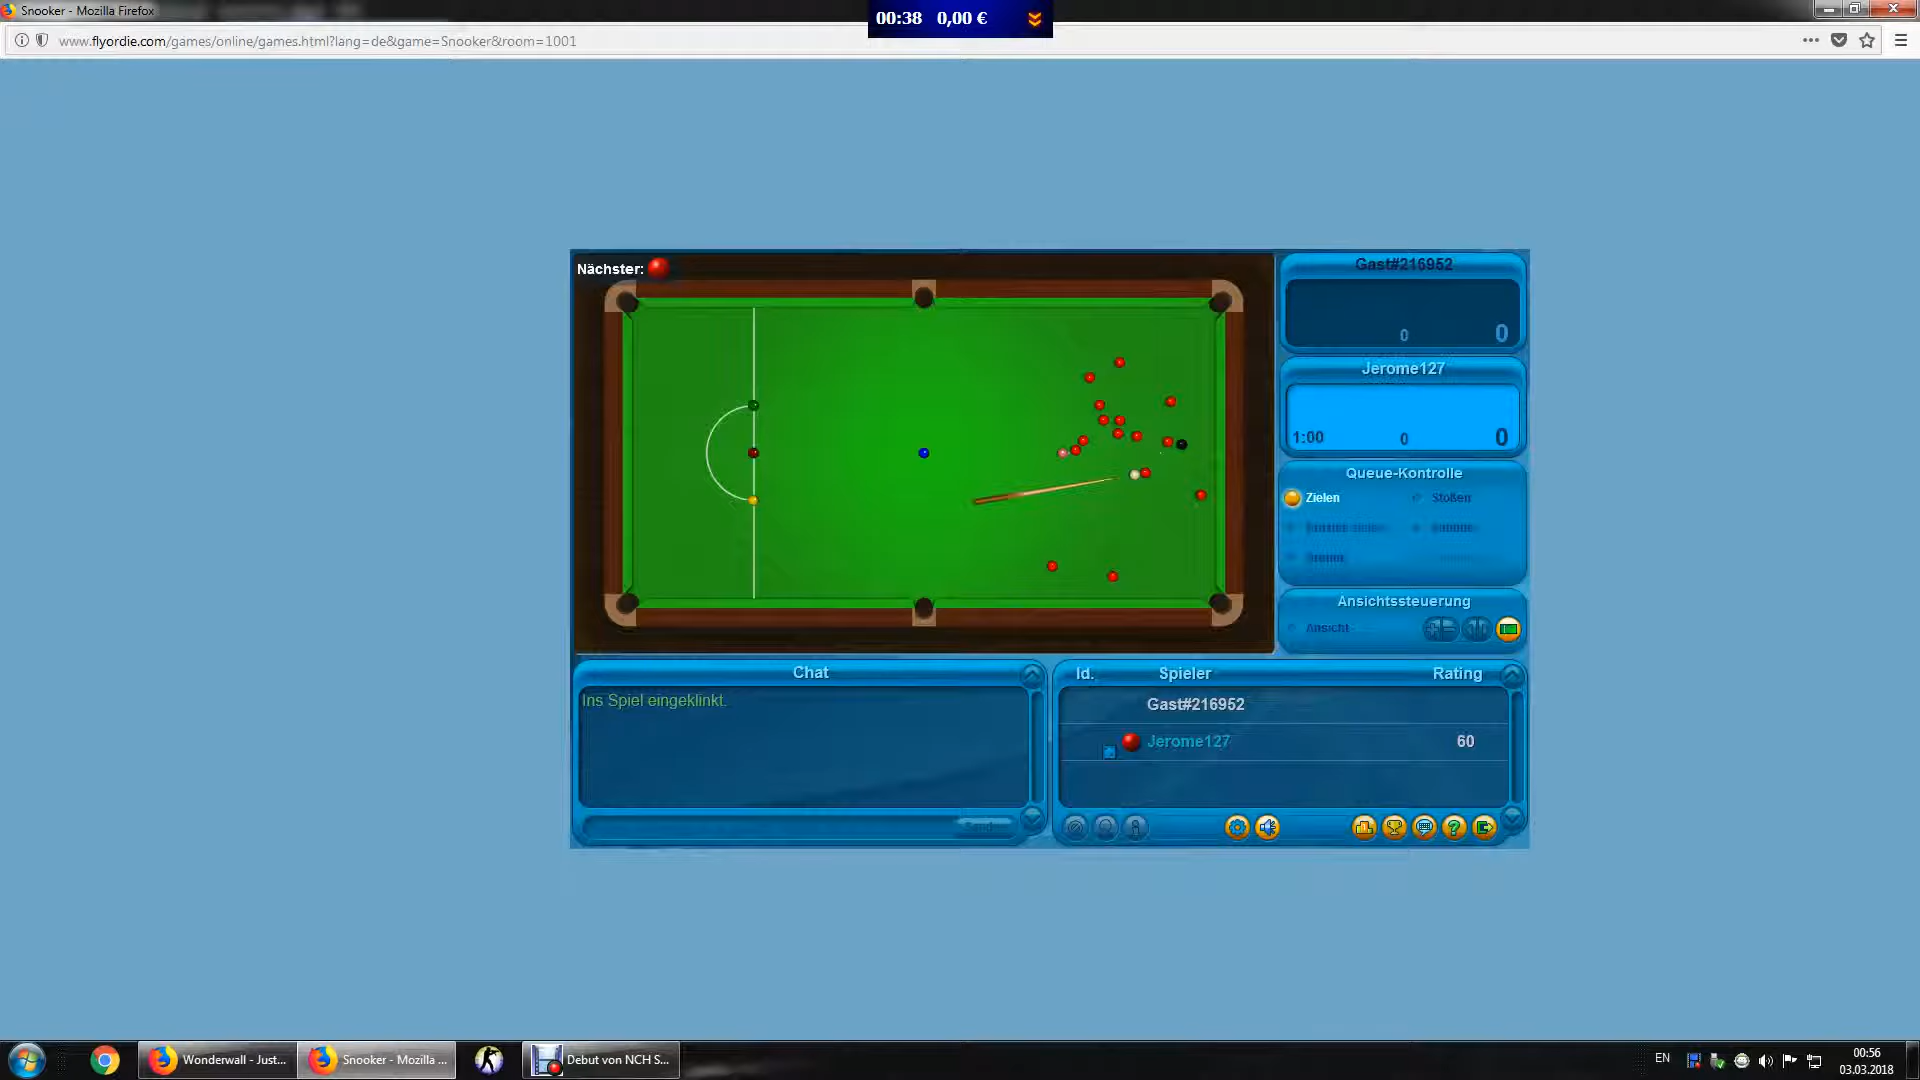 Snooker - Mozilla Firefox
00:38 0,00 €
www.flyordie.com/games/online/games.html?lang=de&game=Snooker&room=1001
Nächster:
Gast#216952
0 0
Jerome127
1:00 0 0
Queue-Kontrolle
Zielen Stoßen
Ansichtssteuerung
Ansicht
Chat
Ins Spiel eingeklinkt.
Send
Id. Spieler Rating
Gast#216952
Jerome127 60
Wonderwall - Just...
Snooker - Mozilla ...
Debut von NCH S...
EN
00:56
03.03.2018